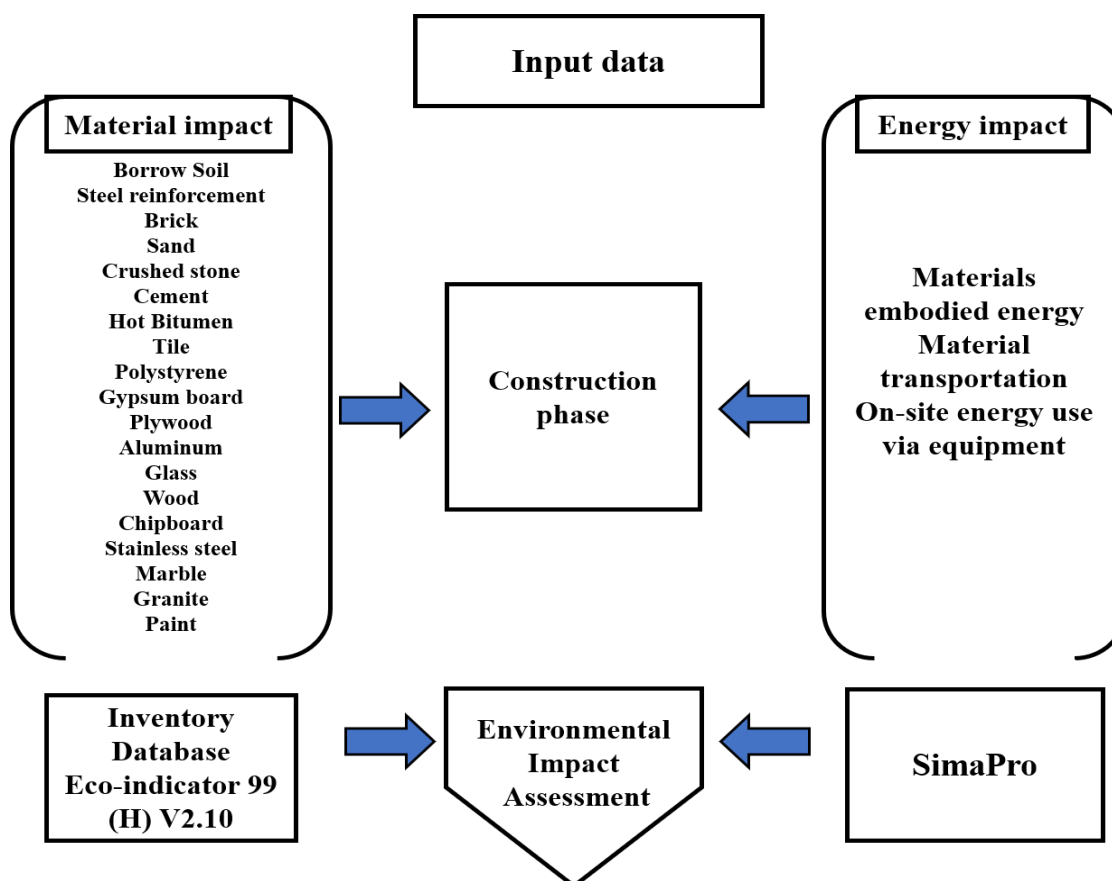 Input data
Material impact
Borrow Soil
Steel reinforcement
Brick
Sand
Crushed stone
Cement
Hot Bitumen
Tile
Polystyrene
Gypsum board
Plywood
Aluminum
Glass
Wood
Chipboard
Stainless steel
Marble
Granite
Paint
Construction
phase
Energy impact
Materials
embodied energy
Material
transportation
On-site energy use
via equipment
Inventory
Database
Eco-indicator 99
(H) V2.10
Environmental
Impact
Assessment
SimaPro